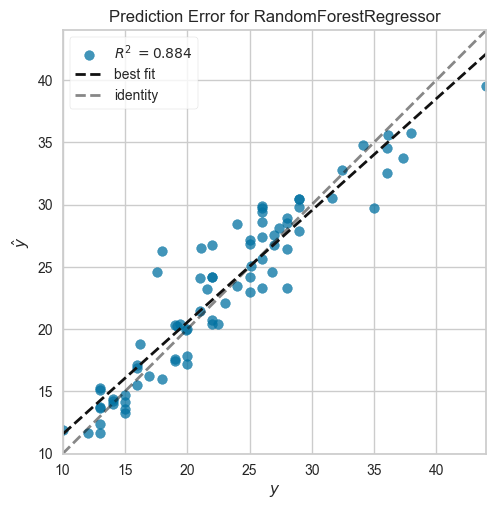 Prediction Error for RandomForestRegressor
R² = 0.884
best fit
identity
40
35
30
25
20
15
10
ŷ
10 15 20 25 30 35 40
y